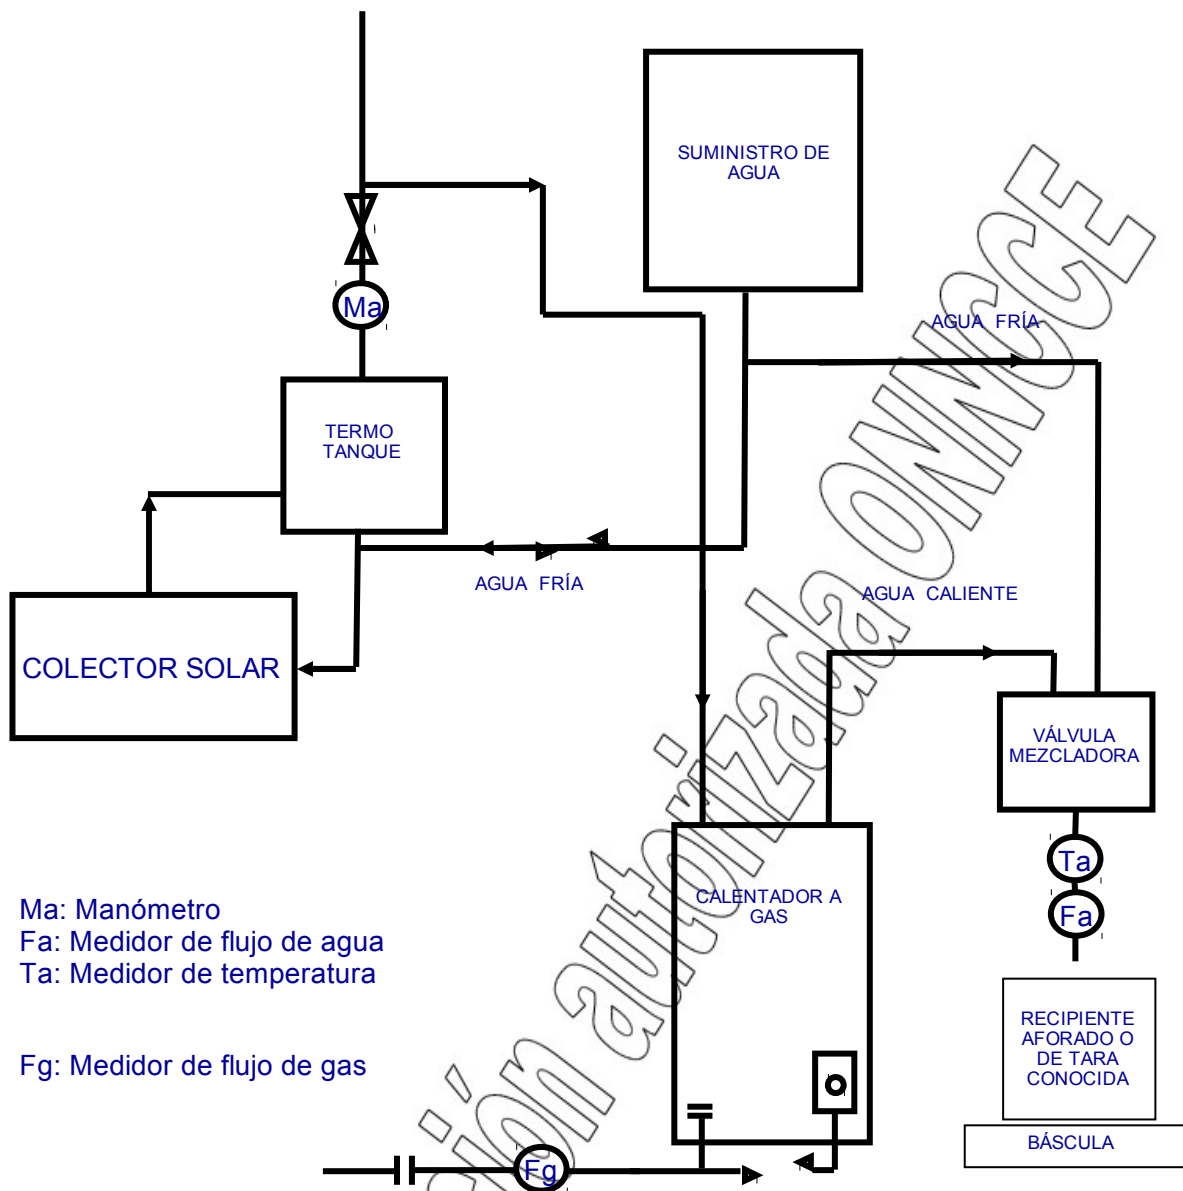 SUMINISTRO DE
AGUA
Ma
AGUA FRÍA
TERMO
TANQUE
AGUA FRÍA
AGUA CALIENTE
COLECTOR SOLAR
VÁLVULA
MEZCLADORA
Ta
CALENTADOR A
GAS
Fa
Ma: Manómetro
Fa: Medidor de flujo de agua
Ta: Medidor de temperatura
RECIPIENTE
AFORADO O
DE TARA
CONOCIDA
Fg: Medidor de flujo de gas
BÁSCULA
Fg
autorizada ONNCCE